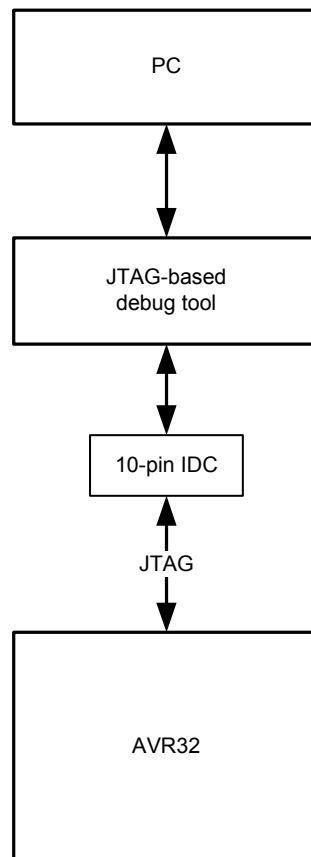 PC
JTAG-based
debug tool
10-pin IDC
JTAG
AVR32